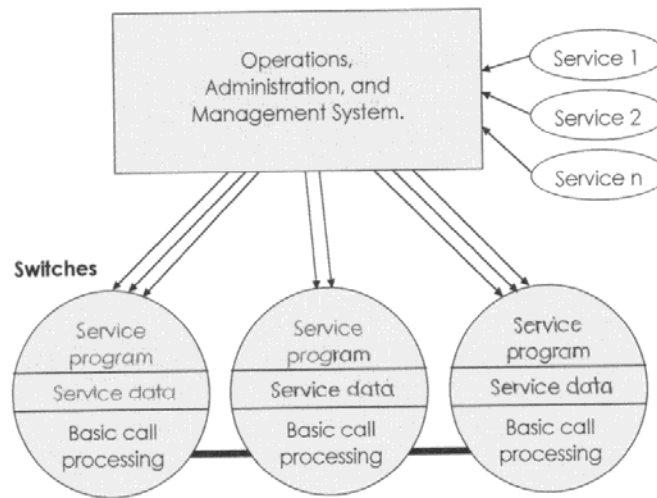 Operations,
Administration, and
Management System.
Service 1
Service 2
Service n
Switches
Service
program
Service data
Basic call
processing
Service
program
Service data
Basic call
processing
Service
program
Service data
Basic call
processing